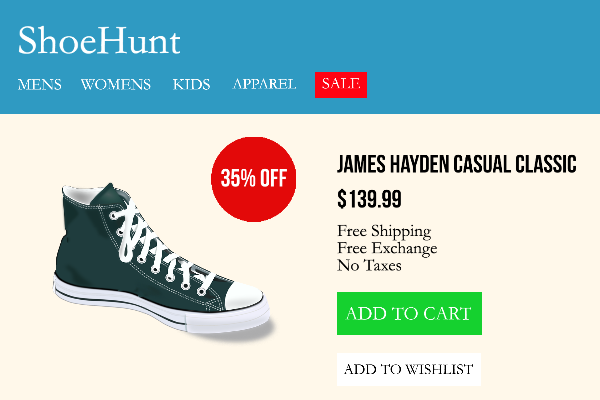 ShoeHunt
MENS WOMENS KIDS APPAREL SALE
35% OFF
JAMES HAYDEN CASUAL CLASSIC
$139.99
Free Shipping
Free Exchange
No Taxes
ADD TO CART
ADD TO WISHLIST